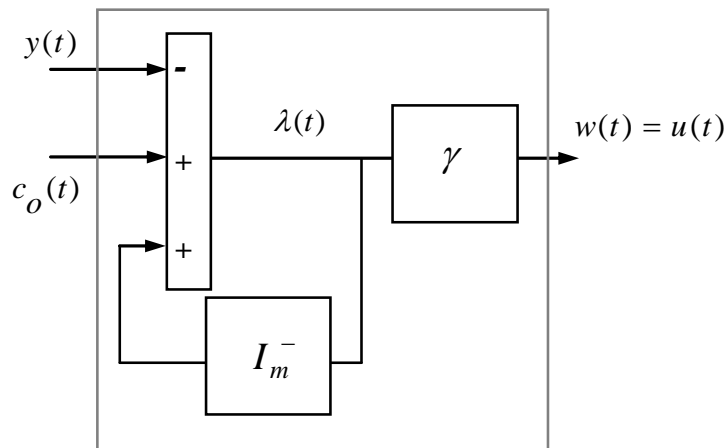 y(t)
-
λ(t)
w(t) = u(t)
+
γ
c_o(t)
+
I_m^-